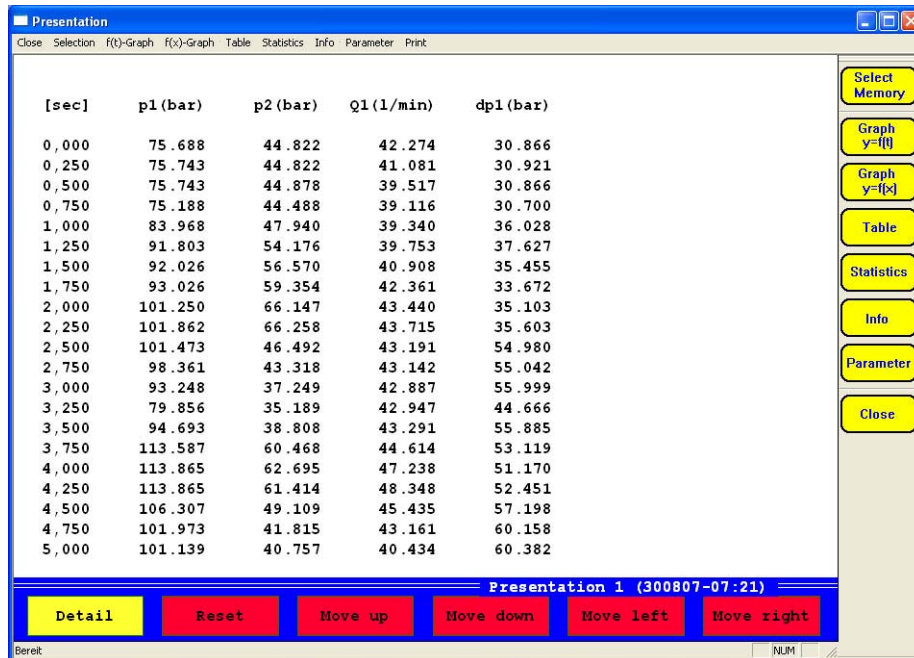 Presentation
Close Selection f(t)-Graph f(x)-Graph Table Statistics Info Parameter Print
[sec] p1(bar) p2(bar) Q1(l/min) dp1(bar)
0,000 75.688 44.822 42.274 30.866
0,250 75.743 44.822 41.081 30.921
0,500 75.743 44.878 39.517 30.866
0,750 75.188 44.488 39.116 30.700
1,000 83.968 47.940 39.340 36.028
1,250 91.803 54.176 39.753 37.627
1,500 92.026 56.570 40.908 35.455
1,750 93.026 59.354 42.361 33.672
2,000 101.250 66.147 43.440 35.103
2,250 101.862 66.258 43.715 35.603
2,500 101.473 46.492 43.191 54.980
2,750 98.361 43.318 43.142 55.042
3,000 93.248 37.249 42.887 55.999
3,250 79.856 35.189 42.947 44.666
3,500 94.693 38.808 43.291 55.885
3,750 113.587 60.468 44.614 53.119
4,000 113.865 62.695 47.238 51.170
4,250 113.865 61.414 48.348 52.451
4,500 106.307 49.109 45.435 57.198
4,750 101.973 41.815 43.161 60.158
5,000 101.139 40.757 40.434 60.382
Select
Memory
Graph
y=f(t)
Graph
y=f(x)
Table
Statistics
Info
Parameter
Close
Presentation 1 (300807-07:21)
Detail Reset Move up Move down Move left Move right
Bereit NUM